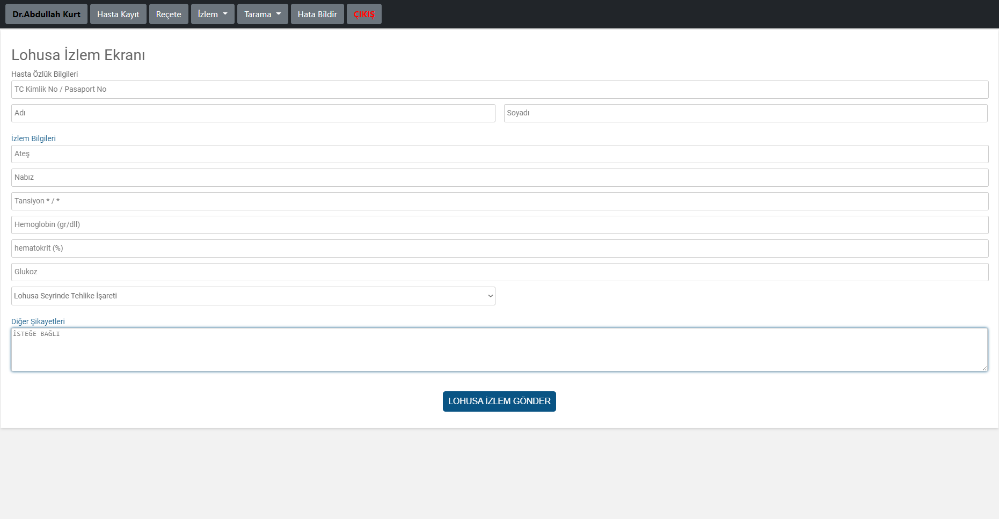 Dr.Abdullah Kurt Hasta Kayıt Reçete İzlem Tarama Hata Bildir ÇIKIŞ
Lohusa İzlem Ekranı
Hasta Özlük Bilgileri
TC Kimlik No / Pasaport No
Adı Soyadı
İzlem Bilgileri
Ateş
Nabız
Tansiyon * / *
Hemoglobin (gr/dll)
hematokrit (%)
Glukoz
Lohusa Seyrinde Tehlike İşareti
Diğer Şikayetleri
İSTEĞE BAĞLI
LOHUSA İZLEM GÖNDER